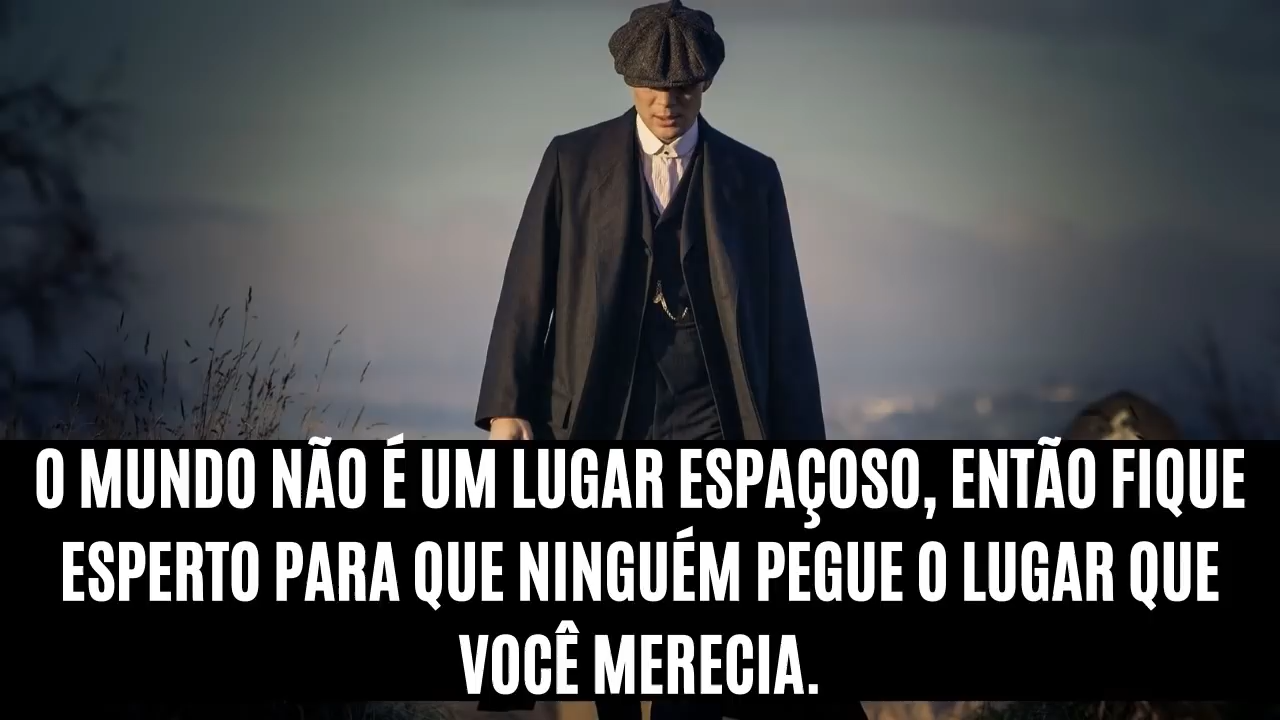 O MUNDO NÃO É UM LUGAR ESPAÇOSO, ENTÃO FIQUE
ESPERTO PARA QUE NINGUÉM PEGUE O LUGAR QUE
VOCÊ MERECIA.